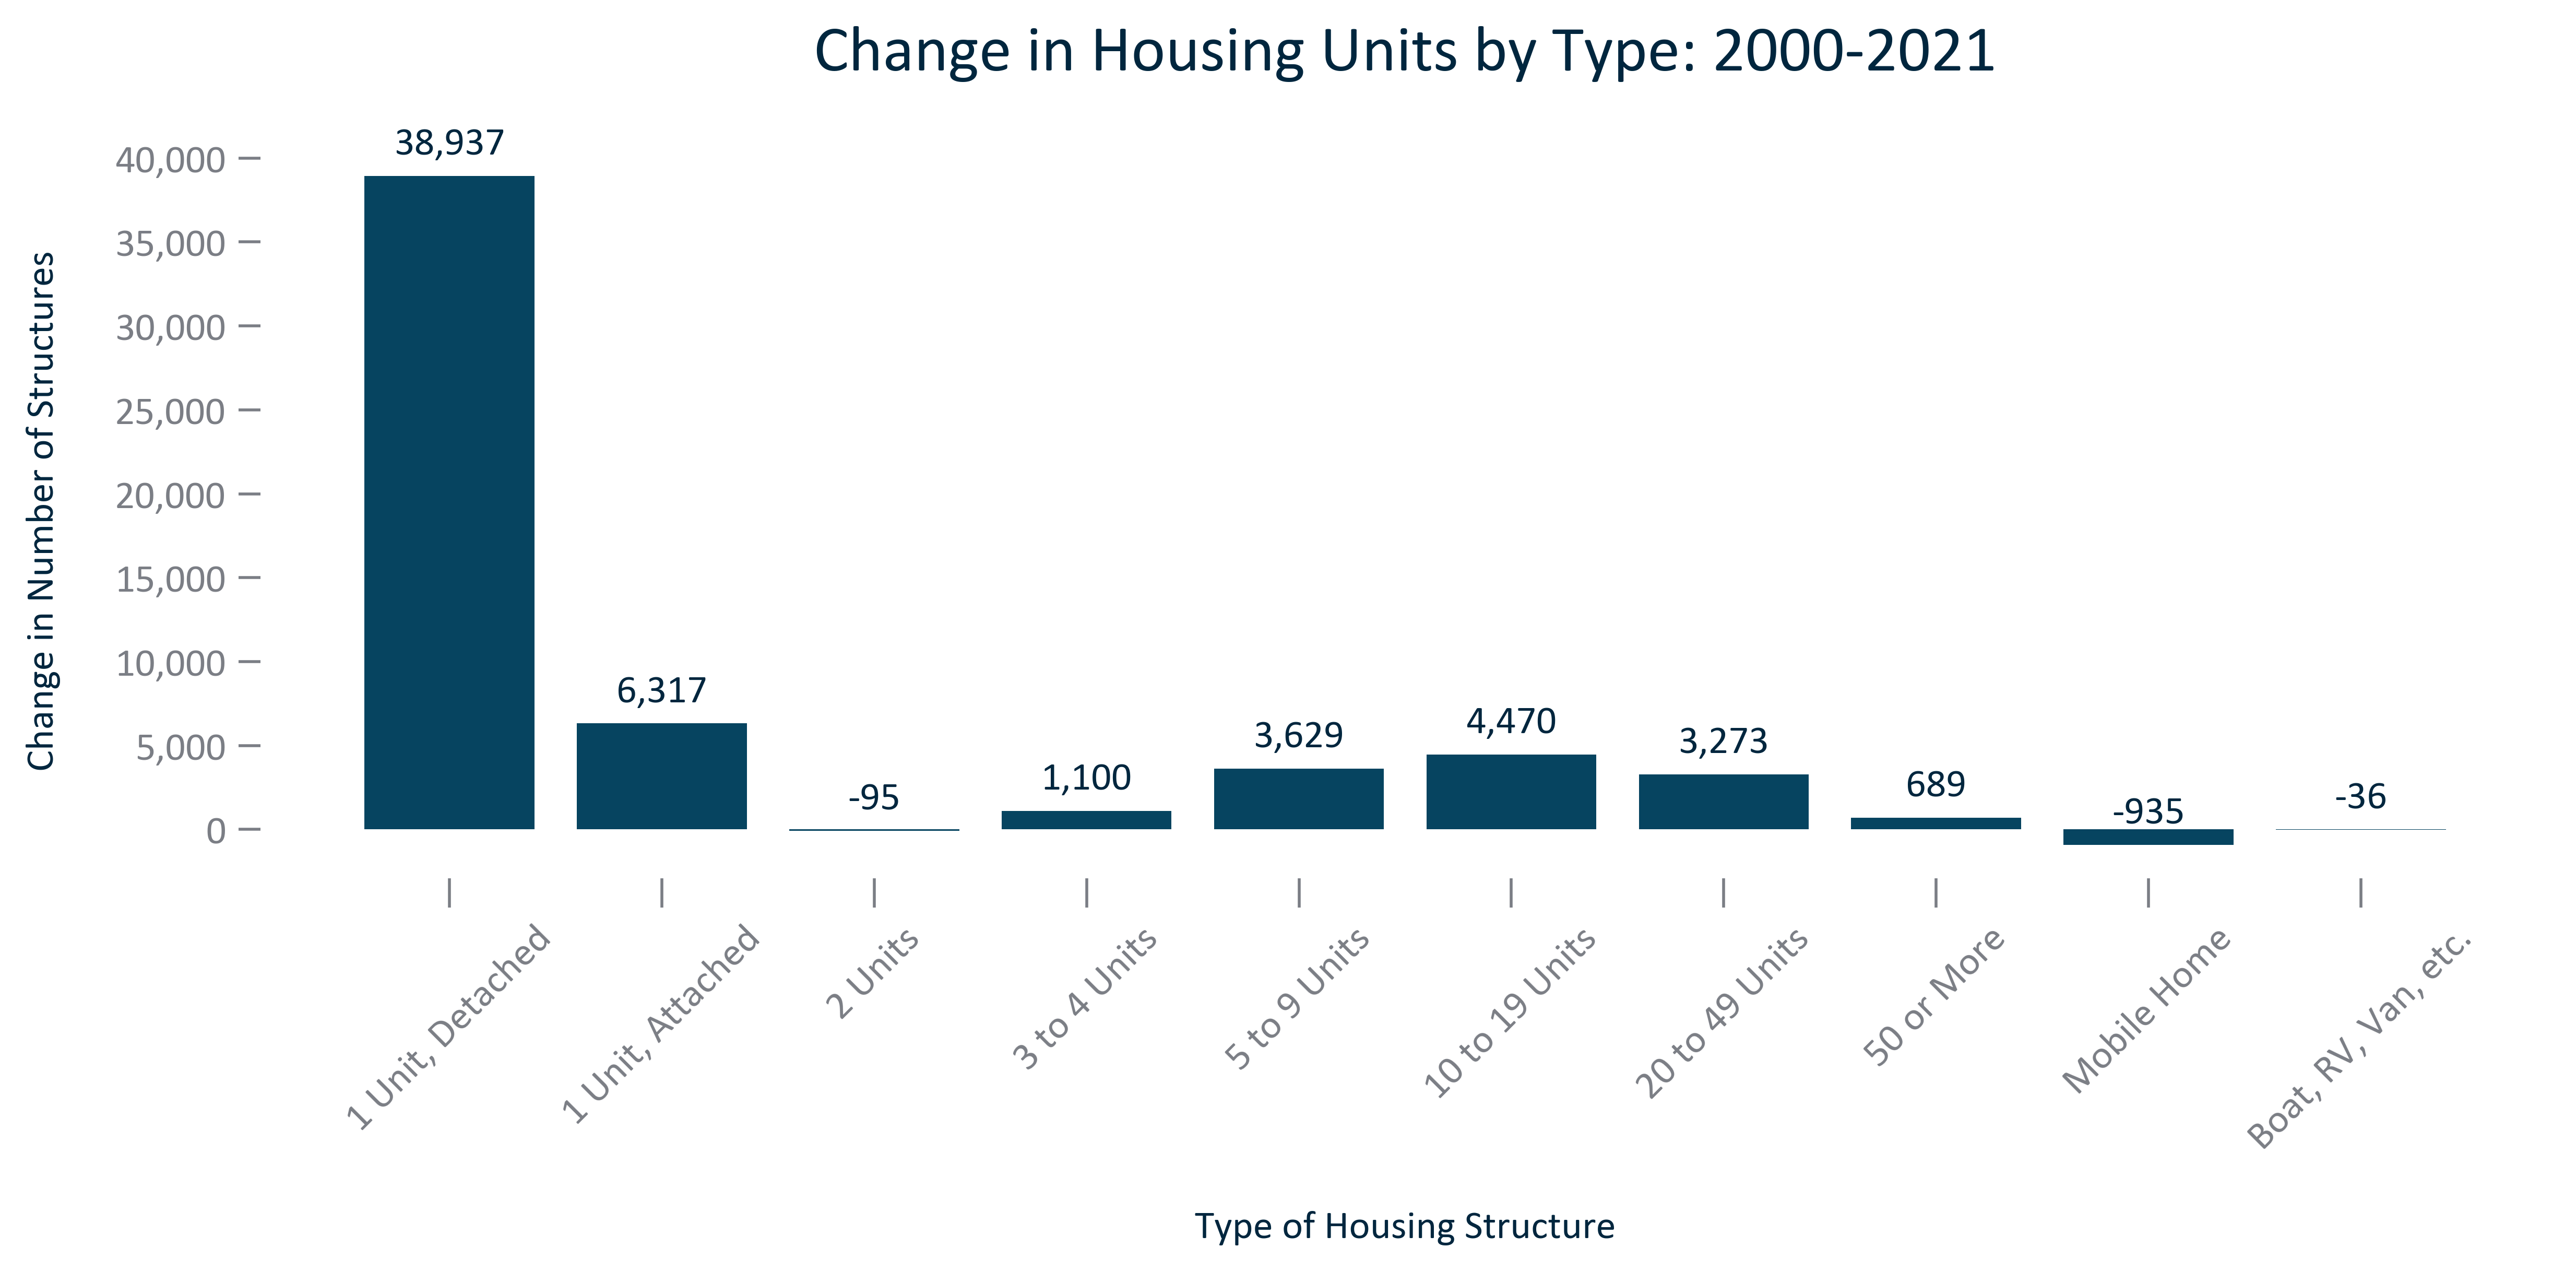 Change in Housing Units by Type: 2000-2021
Change in Number of Structures
40,000
35,000
30,000
25,000
20,000
15,000
10,000
5,000
0
38,937
6,317
-95
1,100
3,629
4,470
3,273
689
-935
-36
1 Unit, Detached
1 Unit, Attached
2 Units
3 to 4 Units
5 to 9 Units
10 to 19 Units
20 to 49 Units
50 or More
Mobile Home
Boat, RV, Van, etc.
Type of Housing Structure